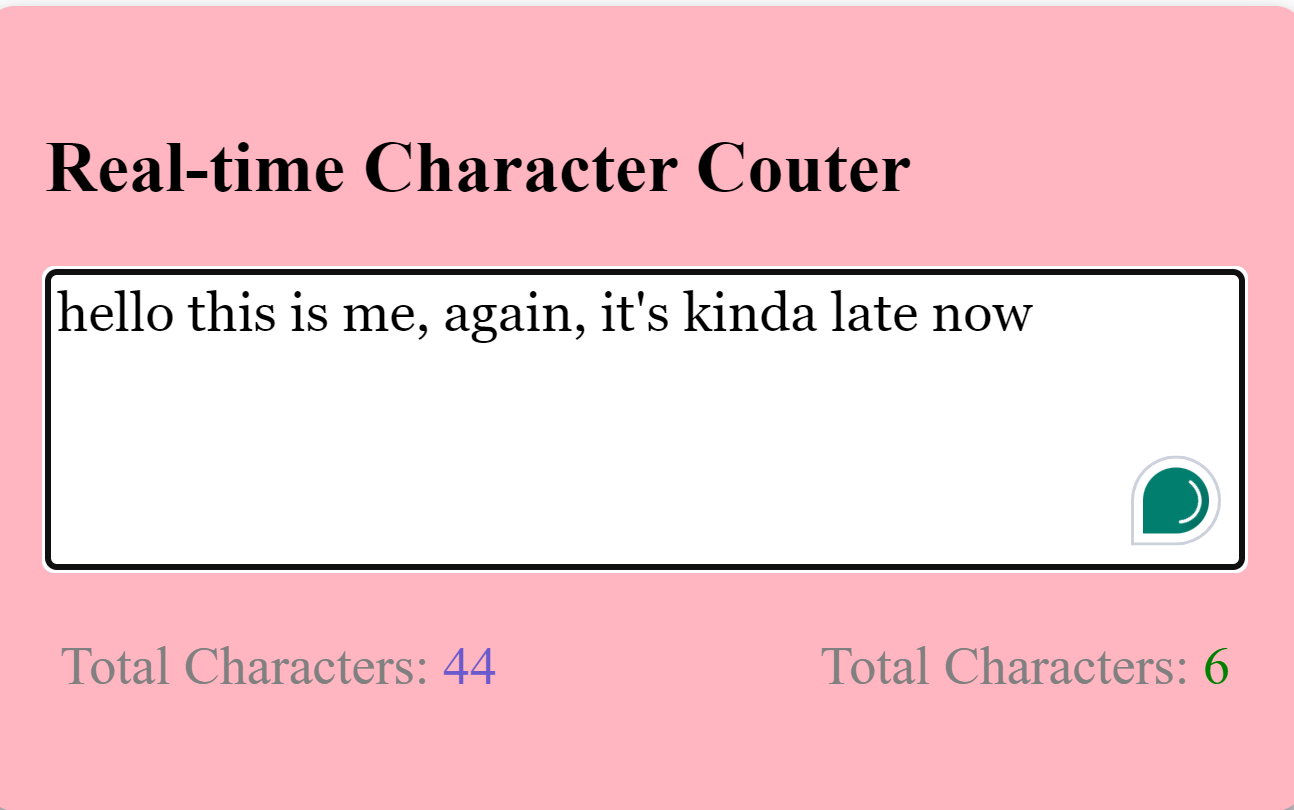 Real-time Character Couter
hello this is me, again, it's kinda late now
Total Characters: 44
Total Characters: 6